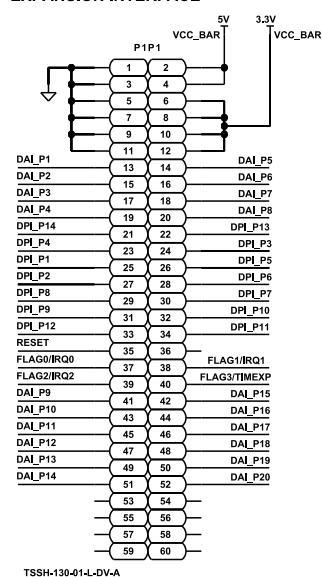 5V 3.3V
VCC_BAR VCC_BAR
P1P1
1 2
3 4
5 6
7 8
9 10
11 12
DAI_P1 13 14 DAI_P5
DAI_P2 15 16 DAI_P6
DAI_P3 17 18 DAI_P7
DAI_P4 19 20 DAI_P8
DPI_P14 21 22 DPI_P13
DPI_P4 23 24 DPI_P3
DPI_P1 25 26 DPI_P5
DPI_P2 27 28 DPI_P6
DPI_P8 29 30 DPI_P7
DPI_P9 31 32 DPI_P10
DPI_P12 33 34 DPI_P11
RESET 35 36
FLAG0/IRQ0 37 38 FLAG1/IRQ1
FLAG2/IRQ2 39 40 FLAG3/TIMEXP
DAI_P9 41 42 DAI_P15
DAI_P10 43 44 DAI_P16
DAI_P11 45 46 DAI_P17
DAI_P12 47 48 DAI_P18
DAI_P13 49 50 DAI_P19
DAI_P14 51 52 DAI_P20
53 54
55 56
57 58
59 60
TSSH-130-01-L-DV-A